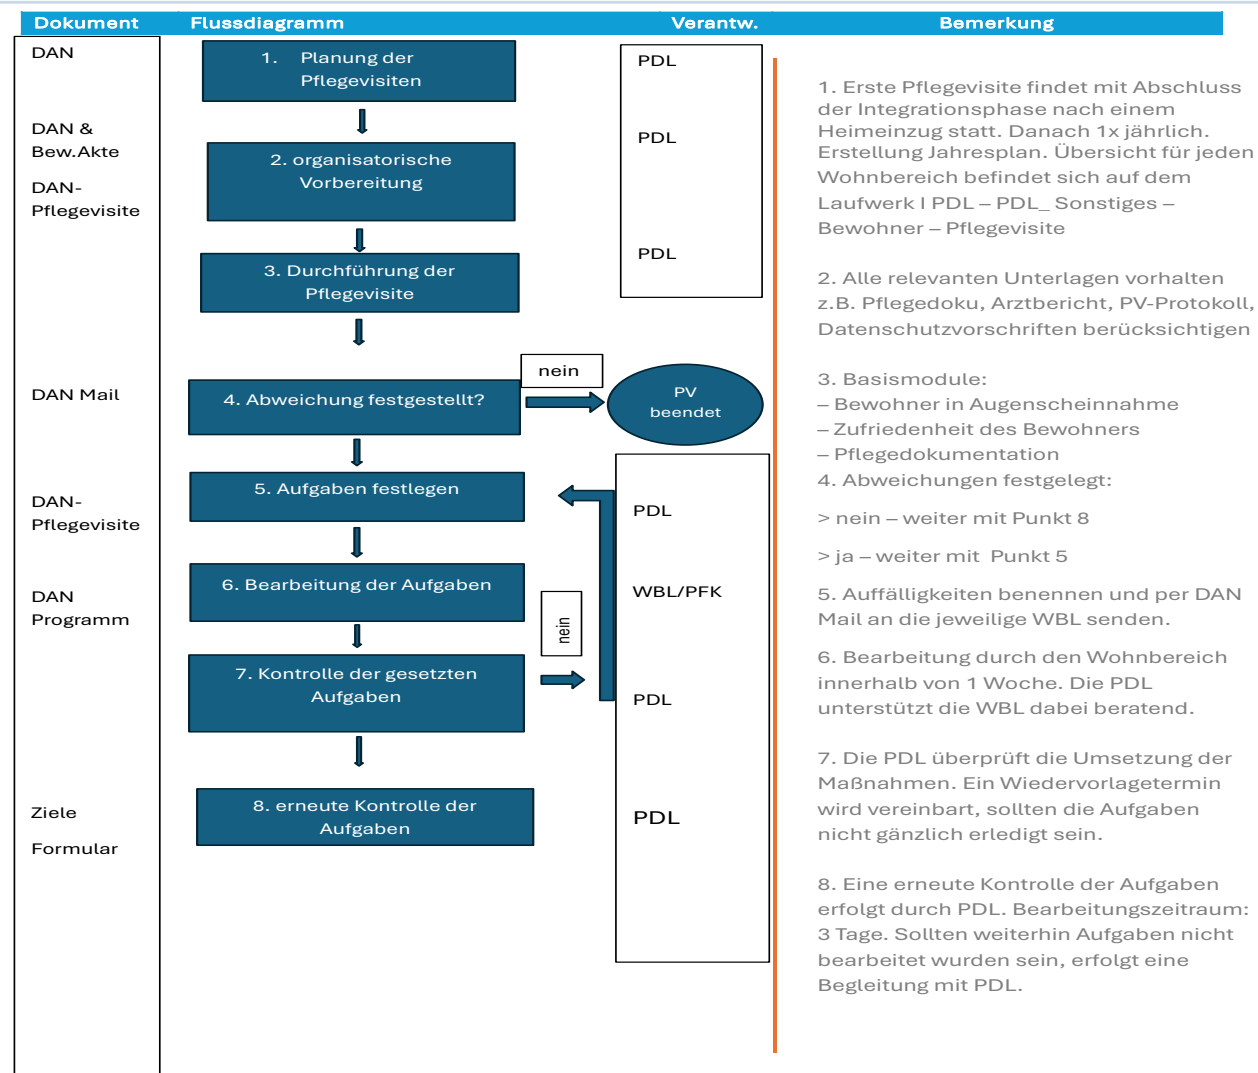 Dokument
Flussdiagramm
Verantw.
Bemerkung
DAN
DAN &
Bew.Akte
DAN-
Pflegevisite
DAN Mail
DAN-
Pflegevisite
DAN
Programm
Ziele
Formular
1. Planung der
Pflegevisiten
2. organisatorische
Vorbereitung
3. Durchführung der
Pflegevisite
4. Abweichung festgestellt?
nein
PV
beendet
5. Aufgaben festlegen
6. Bearbeitung der Aufgaben
nein
7. Kontrolle der gesetzten
Aufgaben
8. erneute Kontrolle der
Aufgaben
PDL
PDL
PDL
PDL
WBL/PFK
PDL
PDL
1. Erste Pflegevisite findet mit Abschluss
der Integrationsphase nach einem
Heimeinzug statt. Danach 1x jährlich.
Erstellung Jahresplan. Übersicht für jeden
Wohnbereich befindet sich auf dem
Laufwerk I PDL – PDL_ Sonstiges –
Bewohner – Pflegevisite
2. Alle relevanten Unterlagen vorhalten
z.B. Pflegedoku, Arztbericht, PV-Protokoll,
Datenschutzvorschriften berücksichtigen
3. Basismodule:
– Bewohner in Augenscheinnahme
– Zufriedenheit des Bewohners
– Pflegedokumentation
4. Abweichungen festgelegt:
> nein – weiter mit Punkt 8
> ja – weiter mit Punkt 5
5. Auffälligkeiten benennen und per DAN
Mail an die jeweilige WBL senden.
6. Bearbeitung durch den Wohnbereich
innerhalb von 1 Woche. Die PDL
unterstützt die WBL dabei beratend.
7. Die PDL überprüft die Umsetzung der
Maßnahmen. Ein Wiedervorlagetermin
wird vereinbart, sollten die Aufgaben
nicht gänzlich erledigt sein.
8. Eine erneute Kontrolle der Aufgaben
erfolgt durch PDL. Bearbeitungszeitraum:
3 Tage. Sollten weiterhin Aufgaben nicht
bearbeitet wurden sein, erfolgt eine
Begleitung mit PDL.